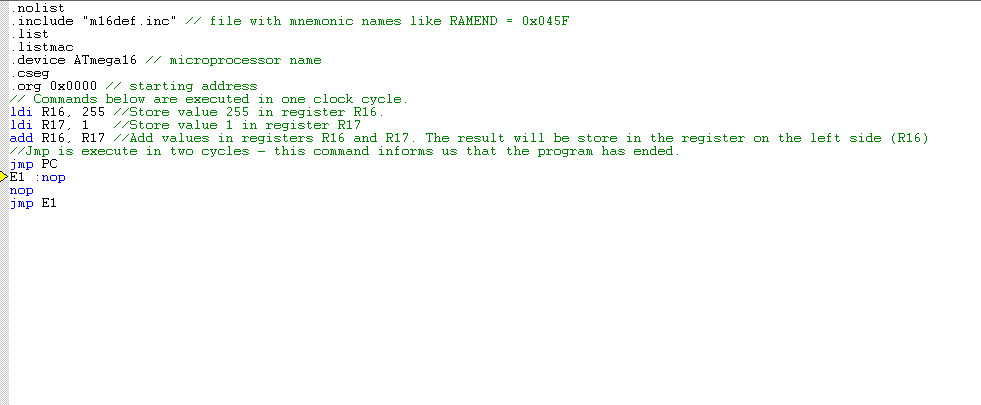 .nolist
.include "m16def.inc" // file with mnemonic names like RAMEND = 0x045F
.list
.listmac
.device ATmega16 // microprocessor name
.cseg
.org 0x0000 // starting address
// Commands below are executed in one clock cycle.
ldi R16, 255 //Store value 255 in register R16.
ldi R17, 1 //Store value 1 in register R17
add R16, R17 //Add values in registers R16 and R17. The result will be store in the register on the left side (R16)
//Jmp is execute in two cycles – this command informs us that the program has ended.
jmp PC
E1 :nop
nop
jmp E1